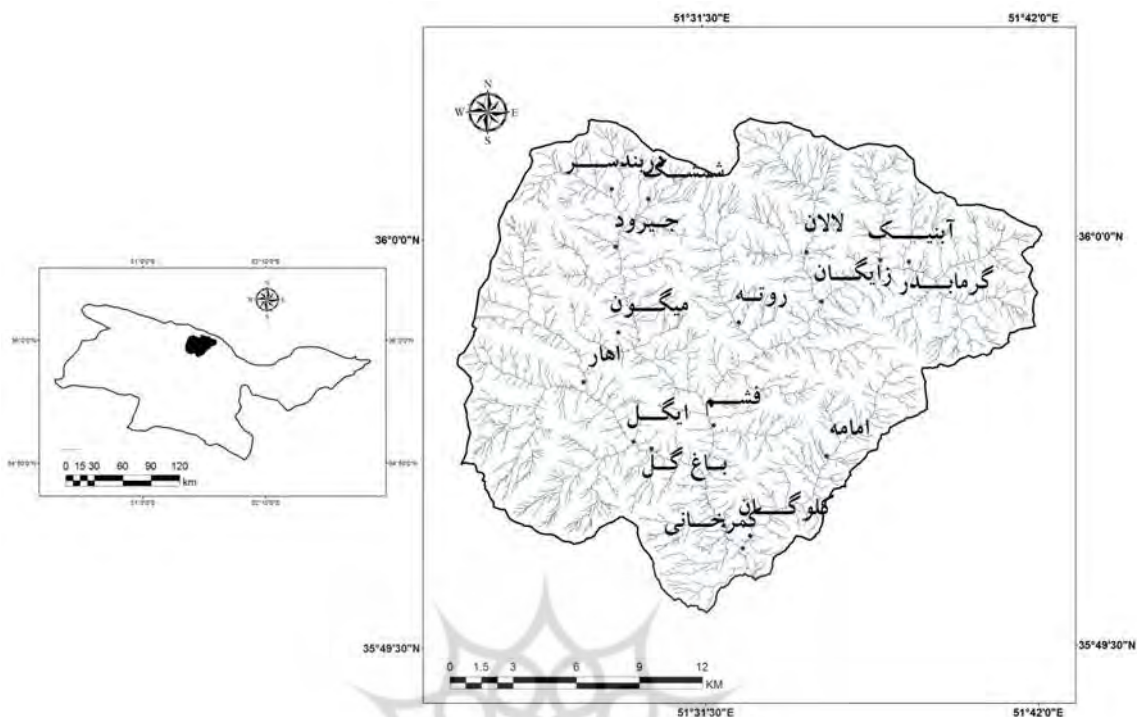 51°31'30"E
51°42'0"E
N
W E
S
دربندسر
شمشک
جیرود
لالان
آبنیک
36°0'0"N
36°0'0"N
زایگان
گرمابدر
روته
میگون
اهار
فشم
ایگل
امامه
باغ گل
کلوگان
کمرخانی
35°49'30"N
35°49'30"N
0 1.5 3 6 9 12
KM
51°31'30"E
51°42'0"E
N
W E
S
0 15 30 60 90 120
km